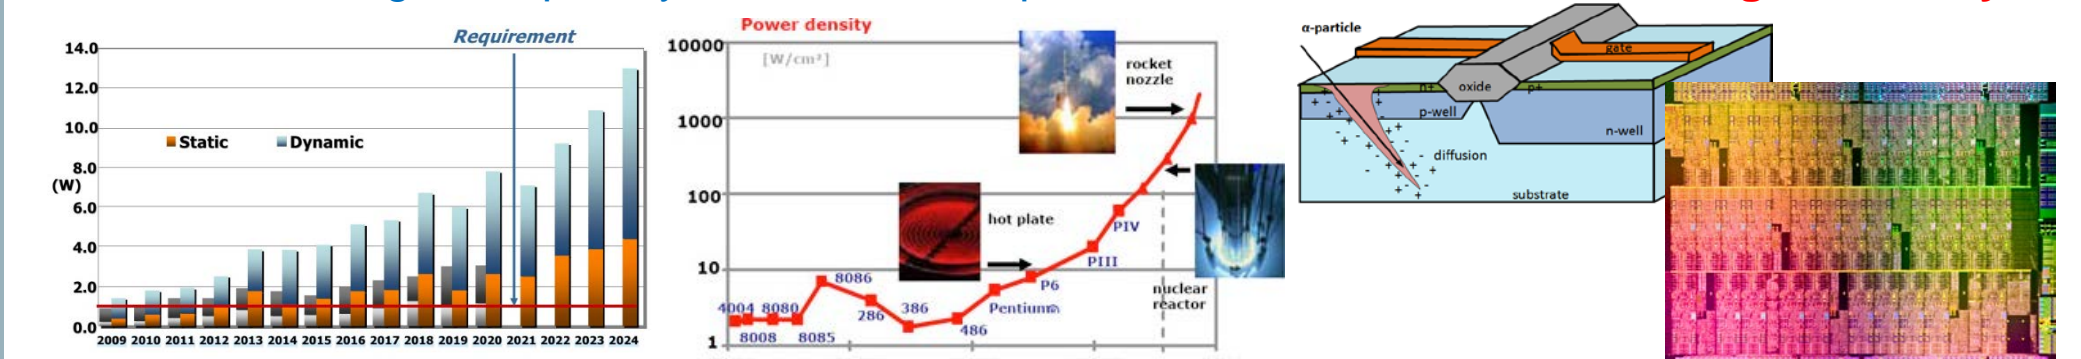 Requirement
14.0
12.0
10.0
8.0
(W)
6.0
4.0
2.0
0.0
Static
Dynamic
2009 2010 2011 2012 2013 2014 2015 2016 2017 2018 2019 2020 2021 2022 2023 2024
Power density
[W/cm²]
10000
1000
100
10
1
rocket
nozzle
hot plate
nuclear
reactor
4004 8080
8008
8085
8086
286
386
486
Pentium®
P6
PIII
PIV
α-particle
gate
oxide
n+
p+
p-well
n-well
diffusion
substrate